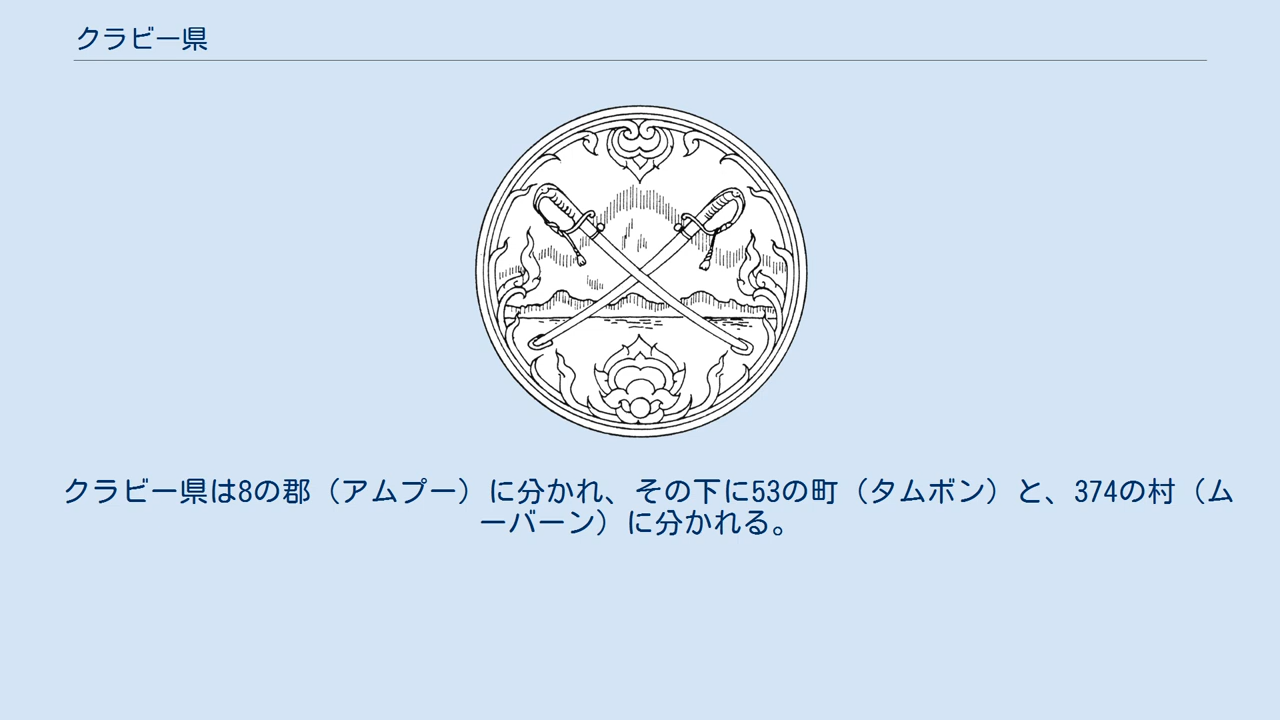 クラビー県
クラビー県は8の郡（アムプー）に分かれ、その下に53の町（タムボン）と、374の村（ム
ーバーン）に分かれる。